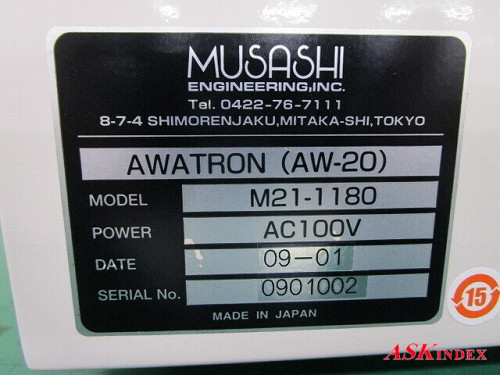 MUSASHI
ENGINEERING,INC.
Tel. 0422-76-7111
8-7-4 SHIMORENJAKU,MITAKA-SHI,TOKYO
AWATRON (AW-20)
MODEL M21-1180
POWER AC100V
DATE 09-01
SERIAL No. 0901002
MADE IN JAPAN
15
ASKINDEX